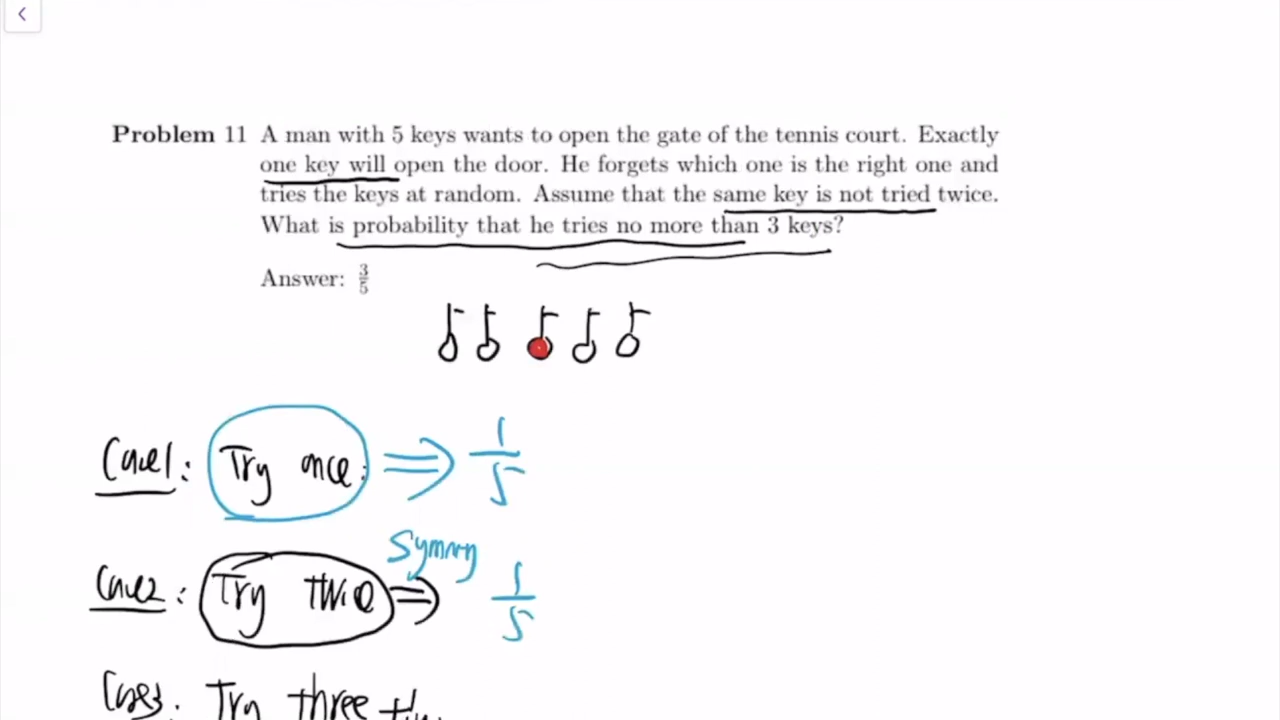 Problem 11 A man with 5 keys wants to open the gate of the tennis court. Exactly
one key will open the door. He forgets which one is the right one and
tries the keys at random. Assume that the same key is not tried twice.
What is probability that he tries no more than 3 keys?
Answer: 3/5
Case1: Try once: ⇒ 1/5
Case2: Try twice ⇒ 1/5
Case3: Try three